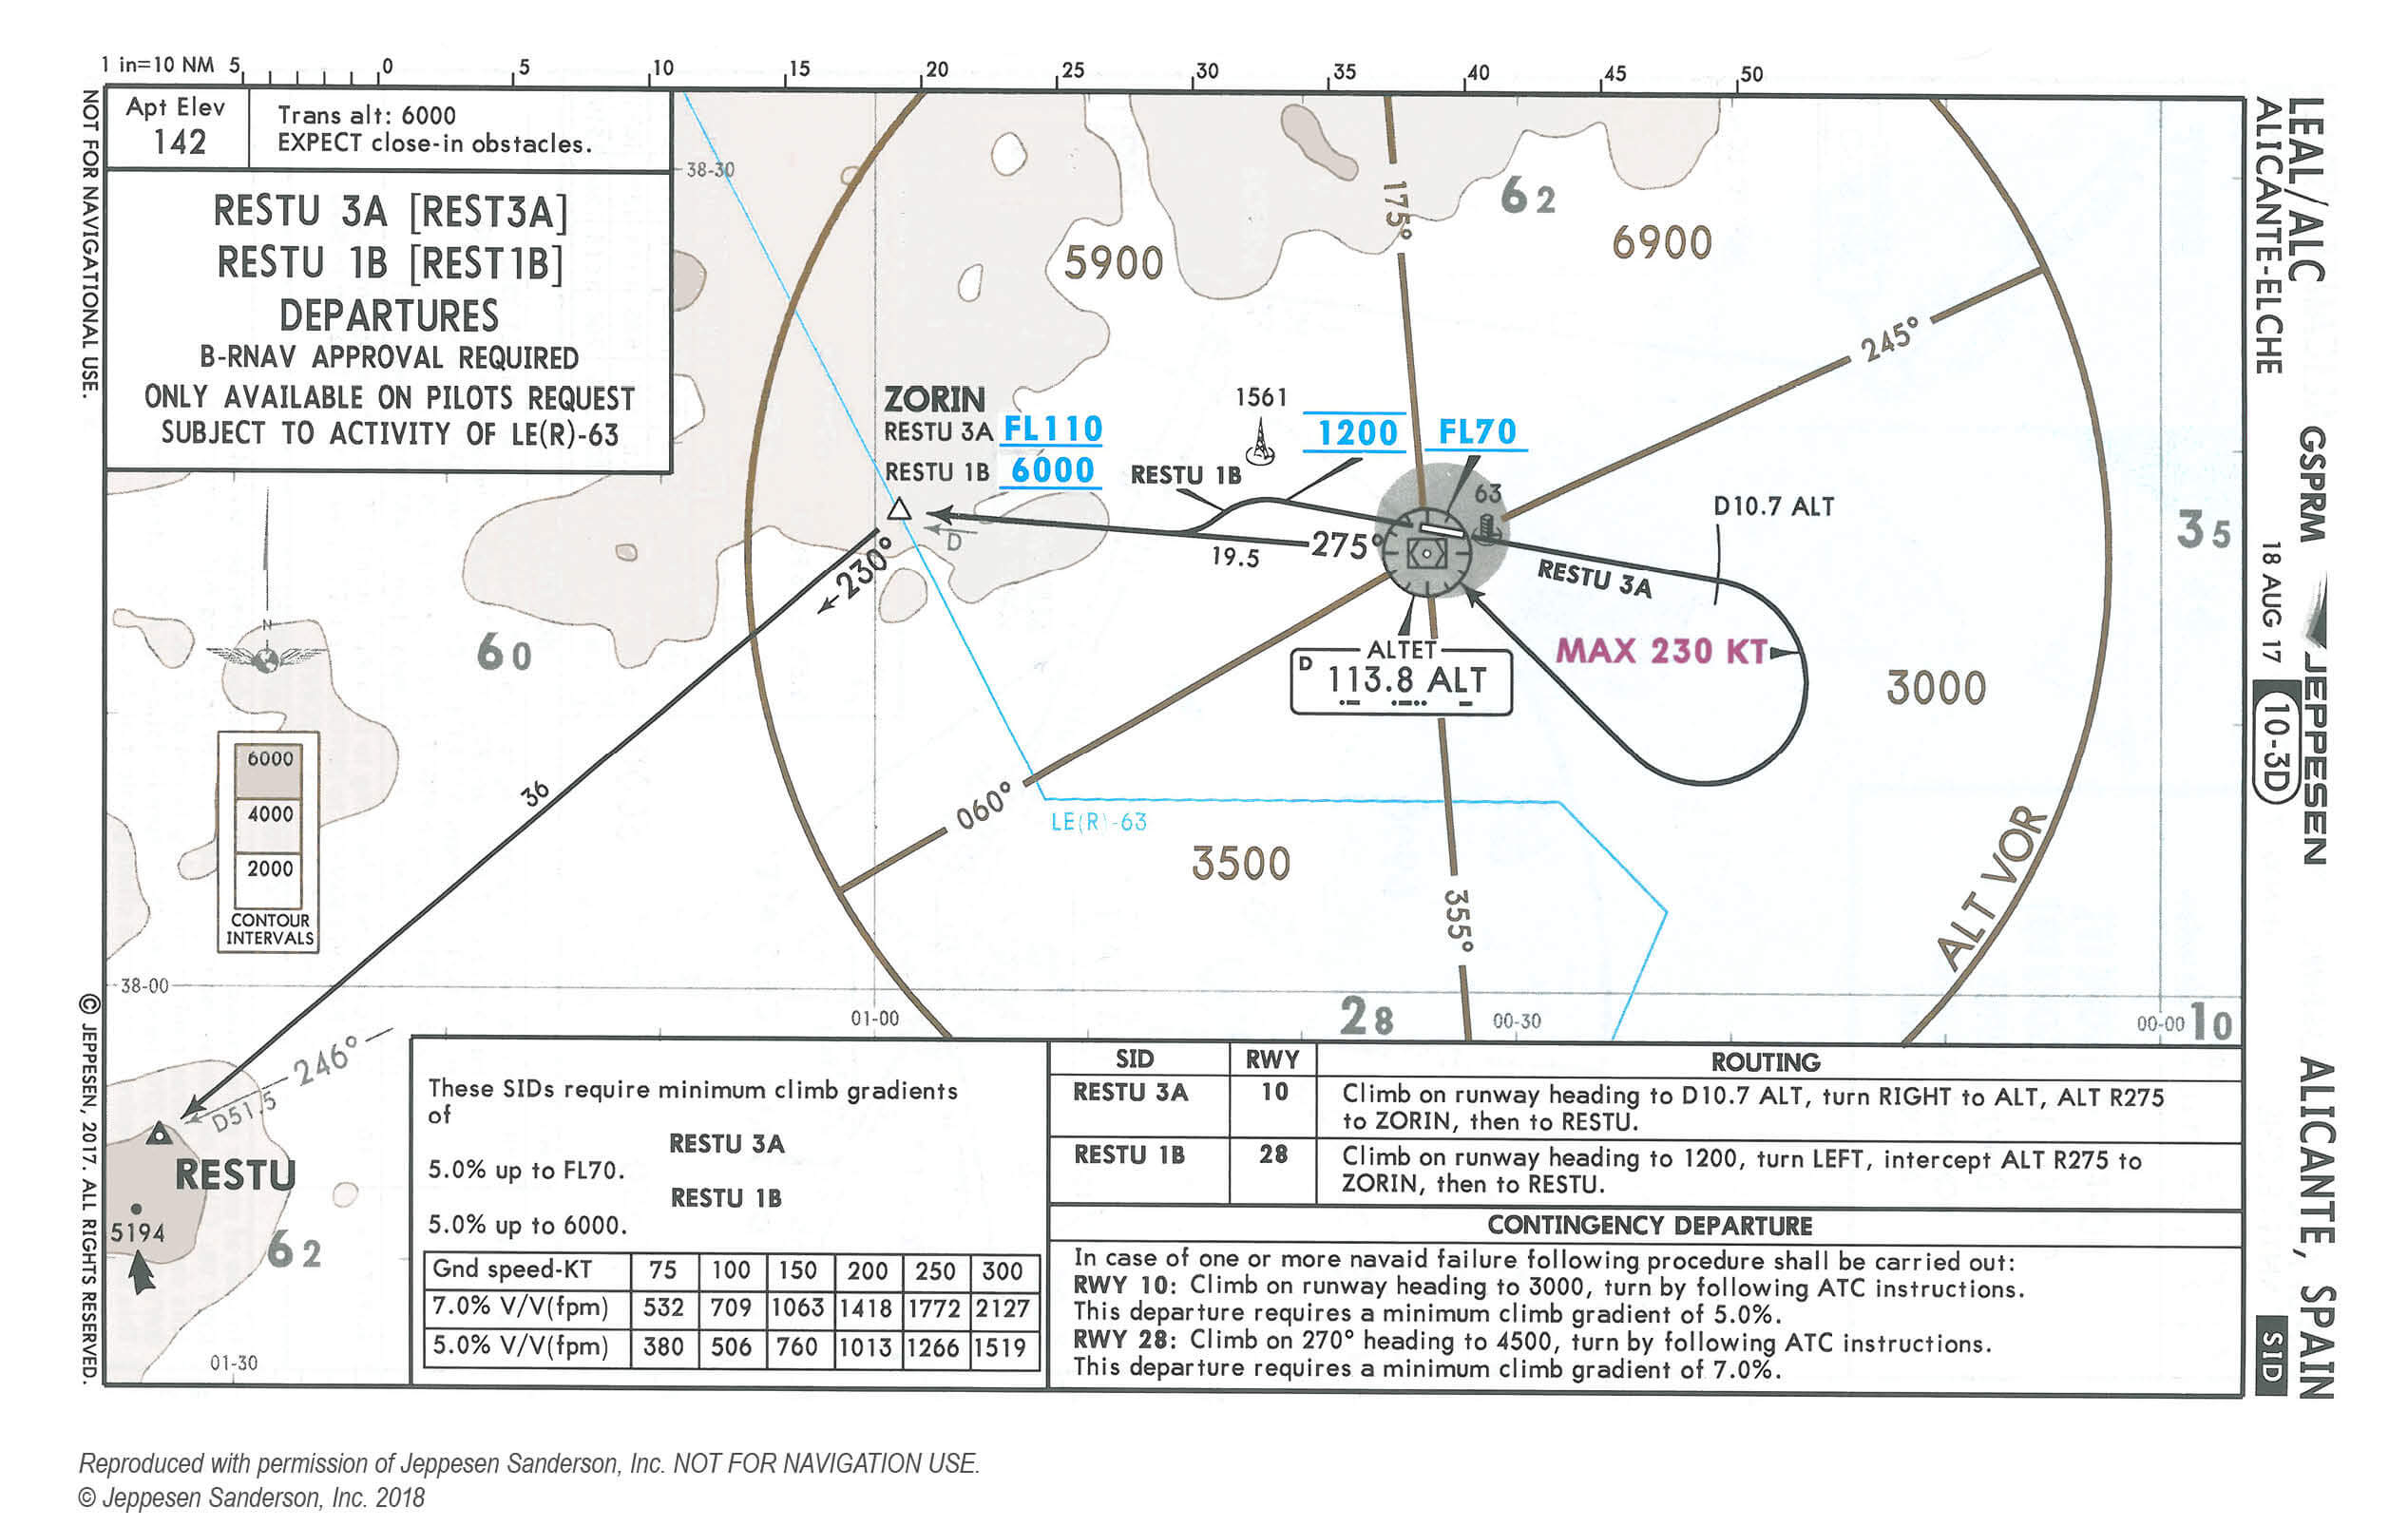 1 in=10 NM 5 0 5 10 15 20 25 30 35 40 45 50
NOT FOR NAVIGATIONAL USE.
Apt Elev
142
Trans alt: 6000
EXPECT close-in obstacles.
RESTU 3A [REST3A]
RESTU 1B [REST1B]
DEPARTURES
B-RNAV APPROVAL REQUIRED
ONLY AVAILABLE ON PILOTS REQUEST
SUBJECT TO ACTIVITY OF LE(R)-63
LEAL/ALC
ALICANTE-ELCHE
GSPRM
18 AUG 17
JEPPESEN
10-3D
ALICANTE, SPAIN
SID
38-30
175°
62
6900
5900
245°
ZORIN
RESTU 3A FL110
RESTU 1B 6000
1561
1200
FL70
RESTU 1B
63
D10.7 ALT
35
D
19.5
275°
RESTU 3A
230°
ALTET
D 113.8 ALT
MAX 230 KT
60
N
3000
6000
4000
2000
CONTOUR
INTERVALS
36
060°
LE(R)-63
3500
355°
ALT VOR
38-00
01-00
28
00-30
00-00
10
246°
D51.5
RESTU
5194
62
01-30
© JEPPESEN, 2017. ALL RIGHTS RESERVED.
These SIDs require minimum climb gradients
of
RESTU 3A
5.0% up to FL70.
RESTU 1B
5.0% up to 6000.
Gnd speed-KT 75 100 150 200 250 300
7.0% V/V(fpm) 532 709 1063 1418 1772 2127
5.0% V/V(fpm) 380 506 760 1013 1266 1519
SID RWY ROUTING
RESTU 3A 10 Climb on runway heading to D10.7 ALT, turn RIGHT to ALT, ALT R275
to ZORIN, then to RESTU.
RESTU 1B 28 Climb on runway heading to 1200, turn LEFT, intercept ALT R275 to
ZORIN, then to RESTU.
CONTINGENCY DEPARTURE
In case of one or more navaid failure following procedure shall be carried out:
RWY 10: Climb on runway heading to 3000, turn by following ATC instructions.
This departure requires a minimum climb gradient of 5.0%.
RWY 28: Climb on 270° heading to 4500, turn by following ATC instructions.
This departure requires a minimum climb gradient of 7.0%.
Reproduced with permission of Jeppesen Sanderson, Inc. NOT FOR NAVIGATION USE.
© Jeppesen Sanderson, Inc. 2018